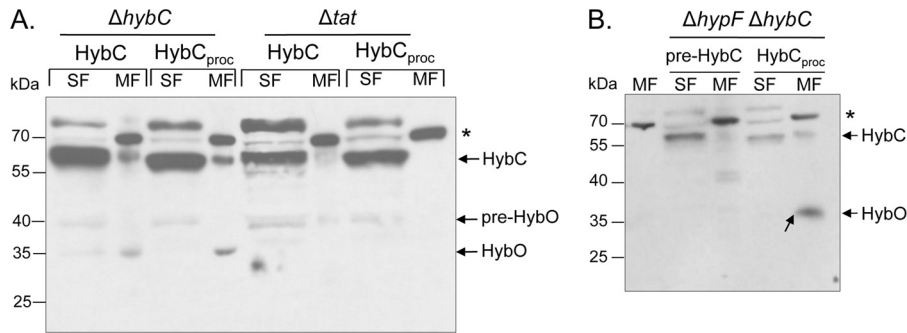 A.
ΔhybC Δtat
HybC HybCproc HybC HybCproc
kDa SF MF SF MF SF MF SF MF
70
*
HybC
55
40
pre-HybO
35
HybO
25
B.
ΔhypF ΔhybC
pre-HybC HybCproc
kDa MF SF MF SF MF
70
*
HybC
55
40
35
HybO
25